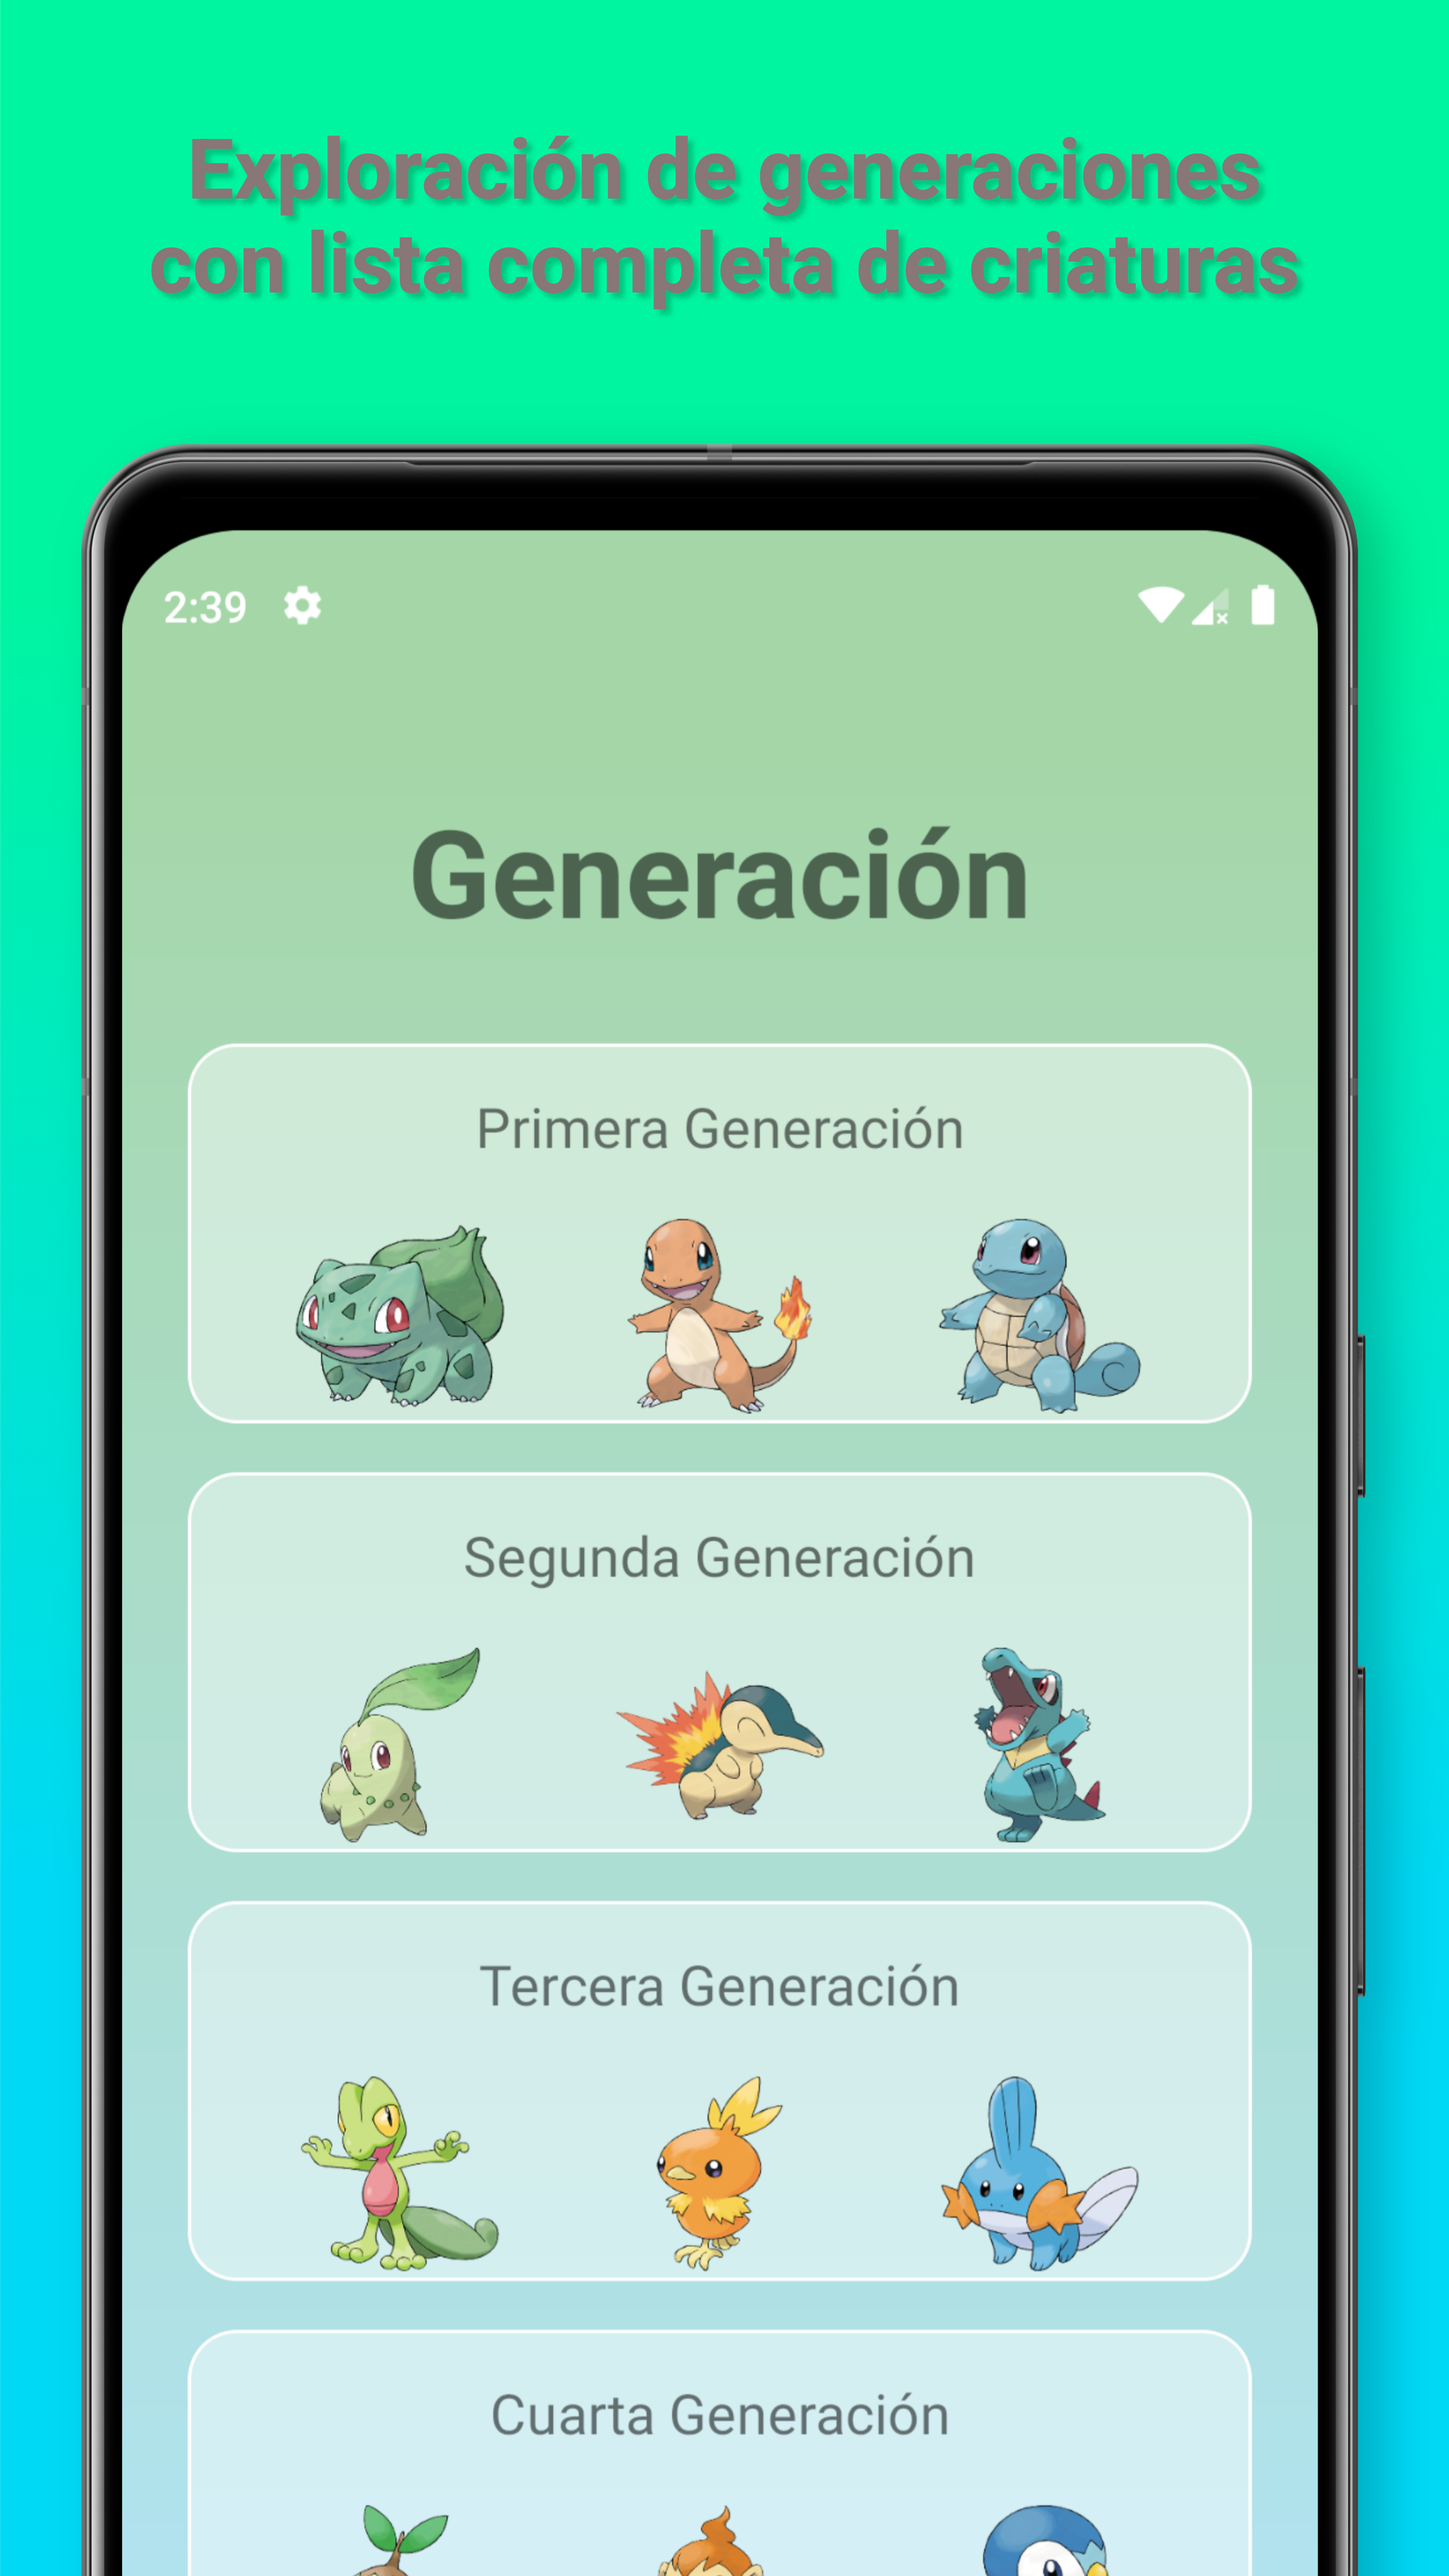 Exploración de generaciones
con lista completa de criaturas
2:39
Generación
Primera Generación
Segunda Generación
Tercera Generación
Cuarta Generación